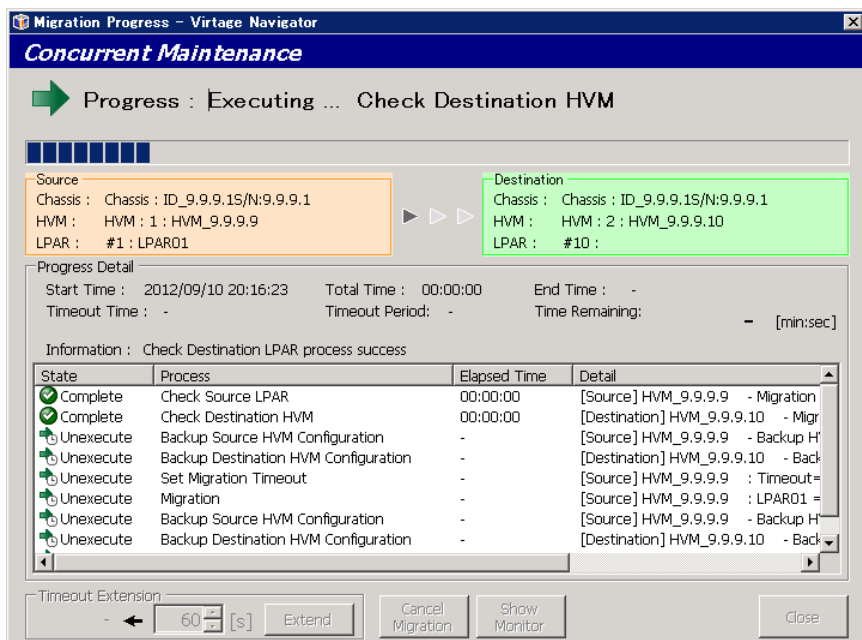 Migration Progress - Virtage Navigator
Concurrent Maintenance
Progress : Executing ... Check Destination HVM
Source
Chassis : Chassis : ID_9.9.9.1S/N:9.9.9.1
HVM : HVM : 1 : HVM_9.9.9.9
LPAR : #1 : LPAR01
Destination
Chassis : Chassis : ID_9.9.9.1S/N:9.9.9.1
HVM : HVM : 2 : HVM_9.9.9.10
LPAR : #10 :
Progress Detail
Start Time : 2012/09/10 20:16:23 Total Time : 00:00:00 End Time : -
Timeout Time : - Timeout Period: - Time Remaining: - [min:sec]
Information : Check Destination LPAR process success
State Process Elapsed Time Detail
Complete Check Source LPAR 00:00:00 [Source] HVM_9.9.9.9 - Migration
Complete Check Destination HVM 00:00:00 [Destination] HVM_9.9.9.10 - Migr
Unexecute Backup Source HVM Configuration - [Source] HVM_9.9.9.9 - Backup H
Unexecute Backup Destination HVM Configuration - [Destination] HVM_9.9.9.10 - Back
Unexecute Set Migration Timeout - [Source] HVM_9.9.9.9 : Timeout=
Unexecute Migration - [Source] HVM_9.9.9.9 : LPAR01 =
Unexecute Backup Source HVM Configuration - [Source] HVM_9.9.9.9 - Backup H
Unexecute Backup Destination HVM Configuration - [Destination] HVM_9.9.9.10 - Back
Timeout Extension
- 60 [s] Extend
Cancel Migration
Show Monitor
Close